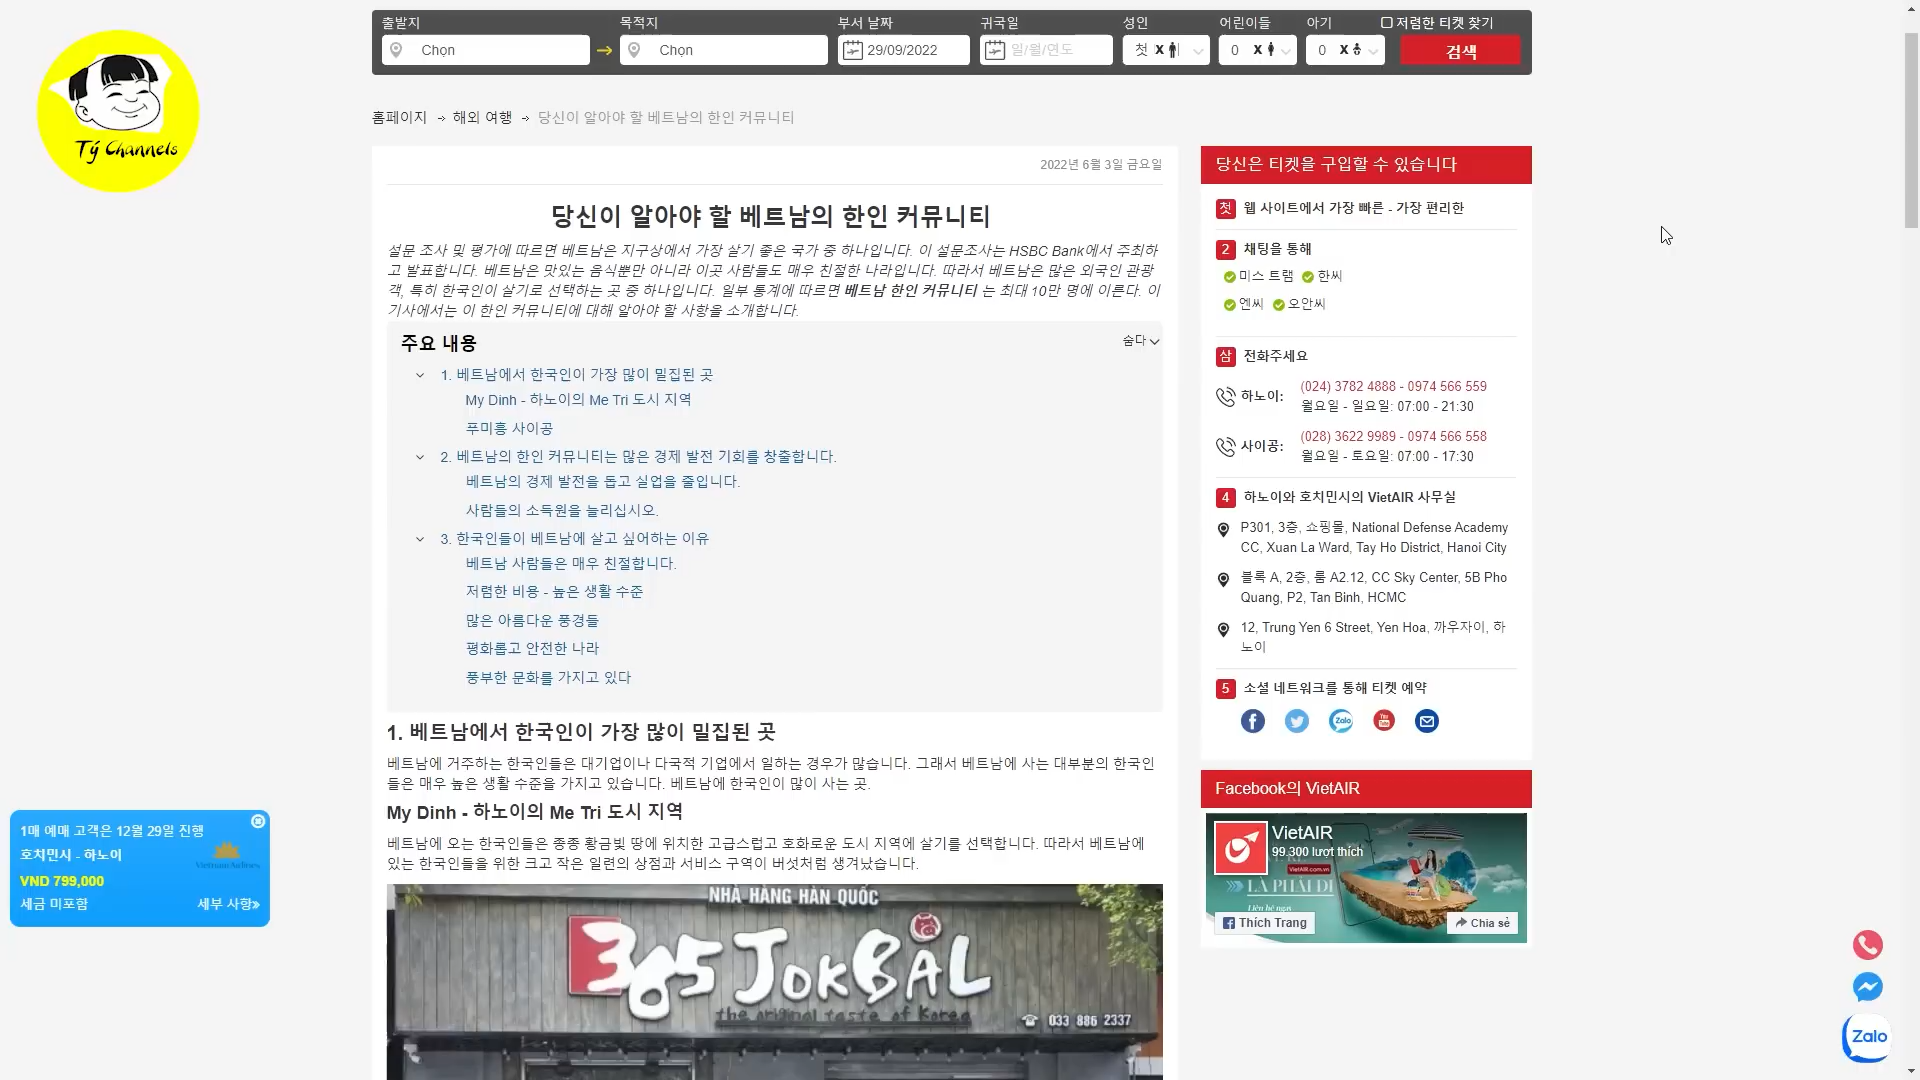 출발지
목적지
부서 날짜
귀국일
성인
어린이들
아기
저렴한 티켓 찾기
Chọn
Chọn
29/09/2022
일/월/연도
첫 x
0 x
0 x
검색
Tý Channels
홈페이지 → 해외 여행 → 당신이 알아야 할 베트남의 한인 커뮤니티
2022년 6월 3일 금요일
당신이 알아야 할 베트남의 한인 커뮤니티
설문 조사 및 평가에 따르면 베트남은 지구상에서 가장 살기 좋은 국가 중 하나입니다. 이 설문조사는 HSBC Bank에서 주최하
고 발표합니다. 베트남은 맛있는 음식뿐만 아니라 이곳 사람들도 매우 친절한 나라입니다. 따라서 베트남은 많은 외국인 관광
객, 특히 한국인이 살기로 선택하는 곳 중 하나입니다. 일부 통계에 따르면 베트남 한인 커뮤니티 는 최대 10만 명에 이른다. 이
기사에서는 이 한인 커뮤니티에 대해 알아야 할 사항을 소개합니다.
주요 내용
숨다
1. 베트남에서 한국인이 가장 많이 밀집된 곳
My Dinh - 하노이의 Me Tri 도시 지역
푸미흥 사이공
2. 베트남의 한인 커뮤니티는 많은 경제 발전 기회를 창출합니다.
베트남의 경제 발전을 돕고 실업을 줄입니다.
사람들의 소득원을 늘리십시오.
3. 한국인들이 베트남에 살고 싶어하는 이유
베트남 사람들은 매우 친절합니다.
저렴한 비용 - 높은 생활 수준
많은 아름다운 풍경들
평화롭고 안전한 나라
풍부한 문화를 가지고 있다
1. 베트남에서 한국인이 가장 많이 밀집된 곳
베트남에 거주하는 한국인들은 대기업이나 다국적 기업에서 일하는 경우가 많습니다. 그래서 베트남에 사는 대부분의 한국인
들은 매우 높은 생활 수준을 가지고 있습니다. 베트남에 한국인이 많이 사는 곳.
My Dinh - 하노이의 Me Tri 도시 지역
베트남에 오는 한국인들은 종종 황금빛 땅에 위치한 고급스럽고 호화로운 도시 지역에 살기를 선택합니다. 따라서 베트남에
있는 한국인들을 위한 크고 작은 일련의 상점과 서비스 구역이 버섯처럼 생겨났습니다.
NHÀ HÀNG HÀN QUỐC
365 JOKBAL
the original taste of Korea
☎ 033 886 2337
당신은 티켓을 구입할 수 있습니다
첫 웹 사이트에서 가장 빠른 - 가장 편리한
2 채팅을 통해
미스 트램 한씨
엔씨 오안씨
삼 전화주세요
하노이: (024) 3782 4888 - 0974 566 559
월요일 - 일요일: 07:00 - 21:30
사이공: (028) 3622 9989 - 0974 566 558
월요일 - 토요일: 07:00 - 17:30
4 하노이와 호치민시의 VietAIR 사무실
P301, 3층, 쇼핑몰, National Defense Academy
CC, Xuan La Ward, Tay Ho District, Hanoi City
블록 A, 2층, 룸 A2.12, CC Sky Center, 5B Pho
Quang, P2, Tan Binh, HCMC
12, Trung Yen 6 Street, Yen Hoa, 까우자이, 하
노이
5 소셜 네트워크를 통해 티켓 예약
Zalo
You Tube
Facebook의 VietAIR
VietAIR
99.300 lượt thích
VietAIR.com.vn
LÀ PHẢI ĐI
Liên hệ ngay
Thích Trang
Chia sẻ
1매 예매 고객은 12월 29일 진행
호치민시 - 하노이
Vietnam Airlines
VND 799,000
세금 미포함
세부 사항»
Zalo